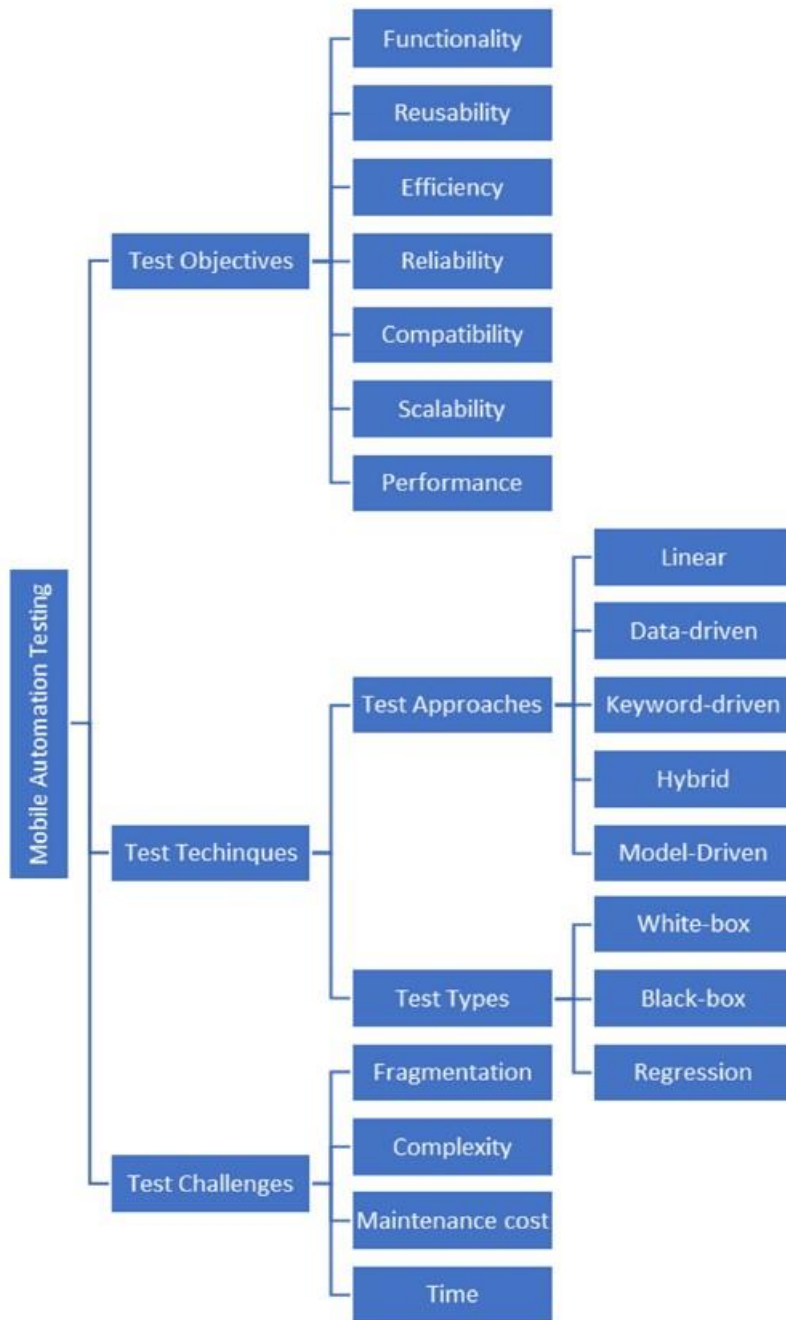 Mobile Automation Testing
Test Objectives
Functionality
Reusability
Efficiency
Reliability
Compatibility
Scalability
Performance
Test Techinques
Test Approaches
Linear
Data-driven
Keyword-driven
Hybrid
Model-Driven
Test Types
White-box
Black-box
Regression
Test Challenges
Fragmentation
Complexity
Maintenance cost
Time